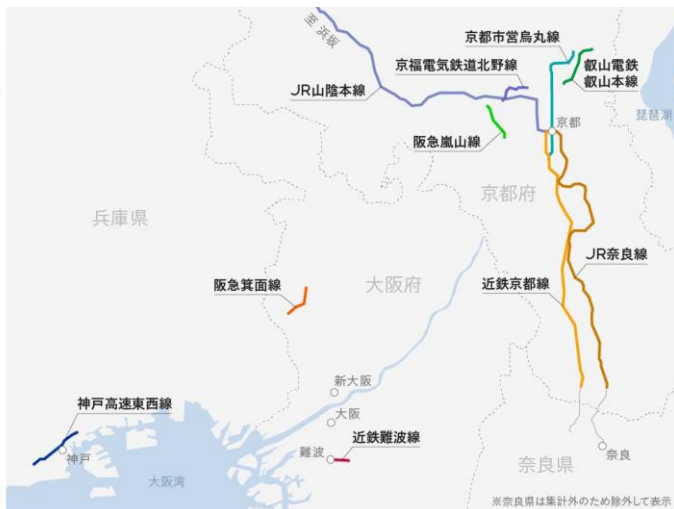 至 浜坂
京都市営烏丸線
京福電気鉄道北野線
叡山電鉄
叡山本線
JR山陰本線
琵琶湖
京都
阪急嵐山線
京都府
兵庫県
JR奈良線
阪急箕面線
大阪府
近鉄京都線
新大阪
神戸高速東西線
大阪
近鉄難波線
神戸
難波
奈良
奈良県
大阪湾
※奈良県は集計外のため除外して表示